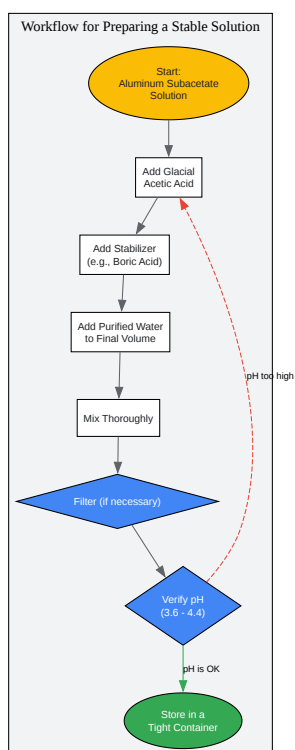 Workflow for Preparing a Stable Solution
Start:
Aluminum Subacetate
Solution
Add Glacial
Acetic Acid
Add Stabilizer
(e.g., Boric Acid)
Add Purified Water
to Final Volume
pH too high
Mix Thoroughly
Filter (if necessary)
Verify pH
(3.6 - 4.4)
pH is OK
Store in a
Tight Container